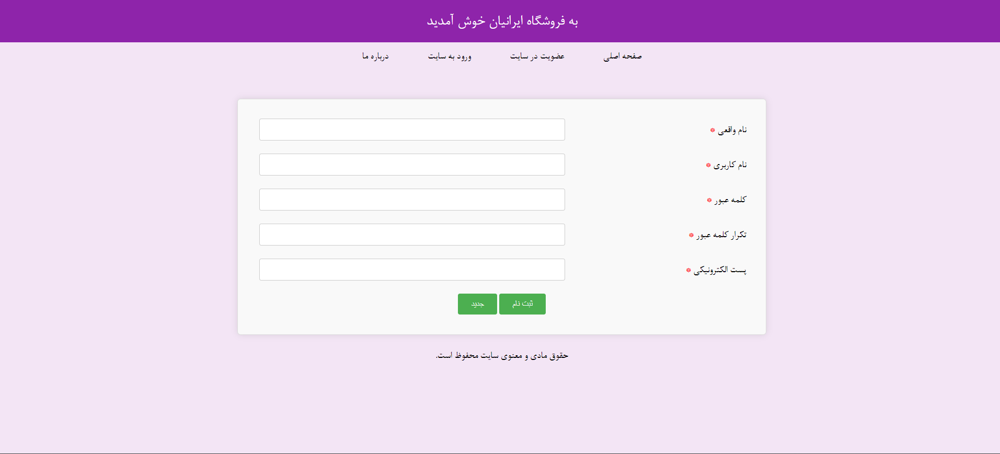 به فروشگاه ایرانیان خوش آمدید
صفحه اصلی عضویت در سایت ورود به سایت درباره ما
نام واقعی *
نام کاربری *
کلمه عبور *
تکرار کلمه عبور *
پست الکترونیکی *
ثبت نام جدید
حقوق مادی و معنوی سایت محفوظ است.